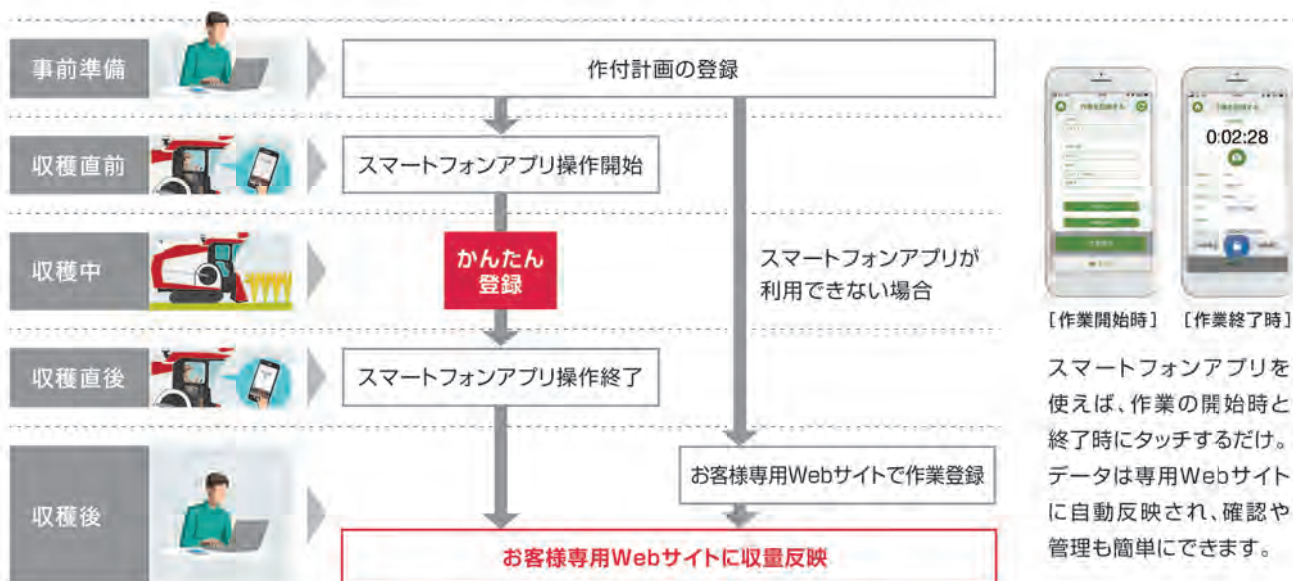 事前準備
作付計画の登録
収穫直前
スマートフォンアプリ操作開始
収穫中
かんたん
登録
スマートフォンアプリが
利用できない場合
収穫直後
スマートフォンアプリ操作終了
収穫後
お客様専用Webサイトで作業登録
お客様専用Webサイトに収量反映
0:02:28
[作業開始時]
[作業終了時]
スマートフォンアプリを
使えば、作業の開始時と
終了時にタッチするだけ。
データは専用Webサイト
に自動反映され、確認や
管理も簡単にできます。